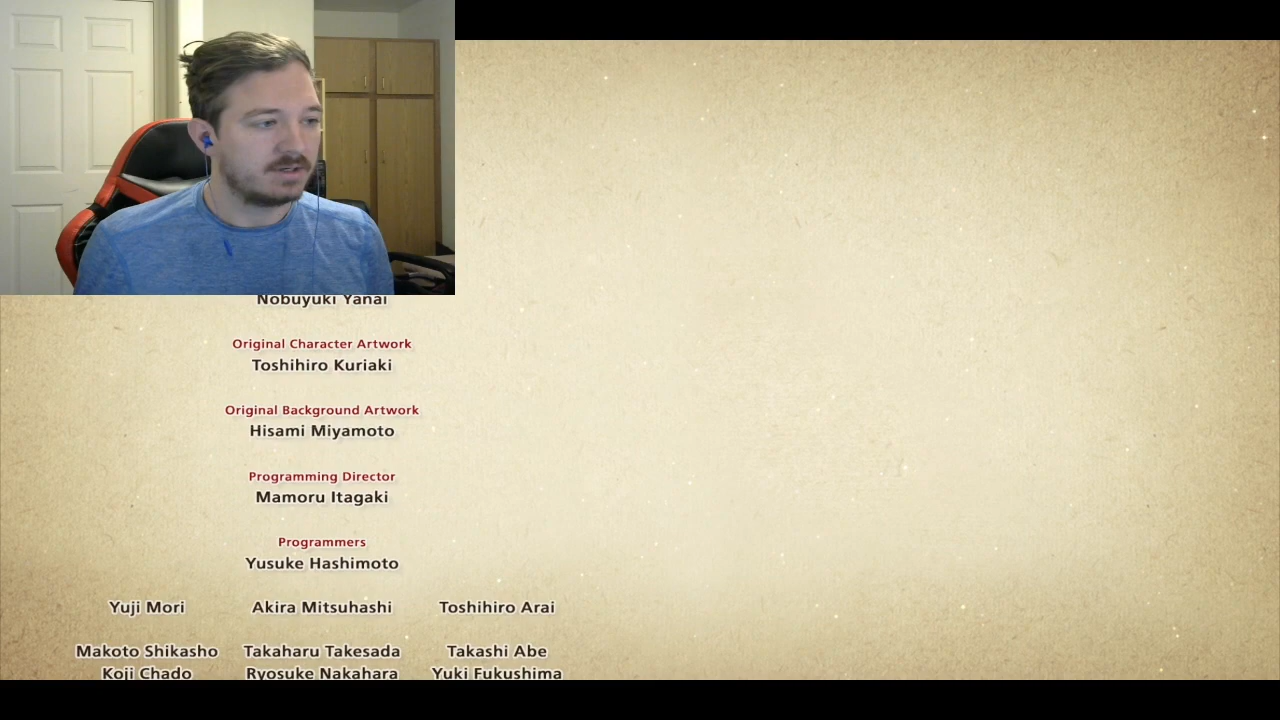 Nobuyuki Yanai
Original Character Artwork
Toshihiro Kuriaki
Original Background Artwork
Hisami Miyamoto
Programming Director
Mamoru Itagaki
Programmers
Yusuke Hashimoto
Yuji Mori Akira Mitsuhashi Toshihiro Arai
Makoto Shikasho Takaharu Takesada Takashi Abe
Koji Chado Ryosuke Nakahara Yuki Fukushima